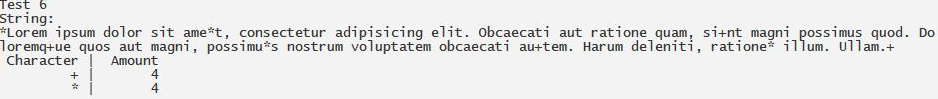 Test 6
String:
*Lorem ipsum dolor sit ame*t, consectetur adipisicing elit. Obcaecati aut ratione quam, si+nt magni possimus quod. Do
loremq+ue quos aut magni, possimu*s nostrum voluptatem obcaecati au+tem. Harum deleniti, ratione* illum. Ullam.+
Character | Amount
+ | 4
* | 4